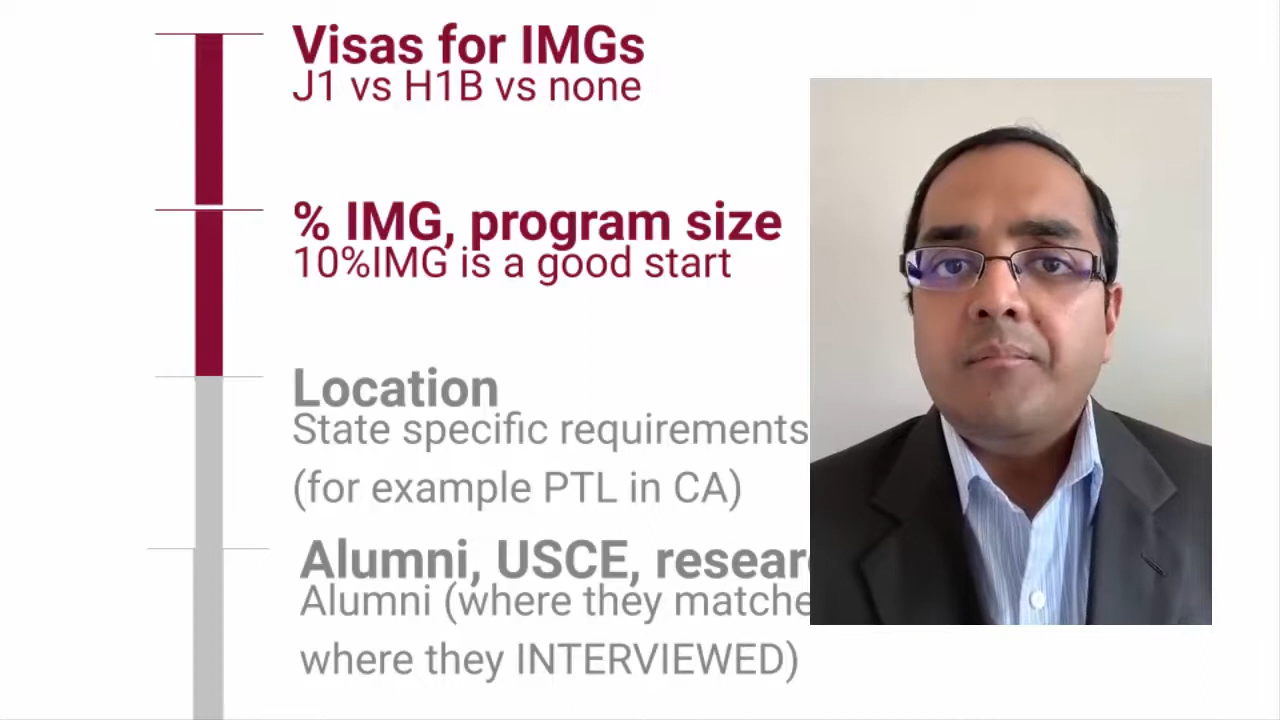 Visas for IMGs
J1 vs H1B vs none
% IMG, program size
10%IMG is a good start
Location
State specific requirements
(for example PTL in CA)
Alumni, USCE,
Alumni (where they
where they INTERVIEWED)